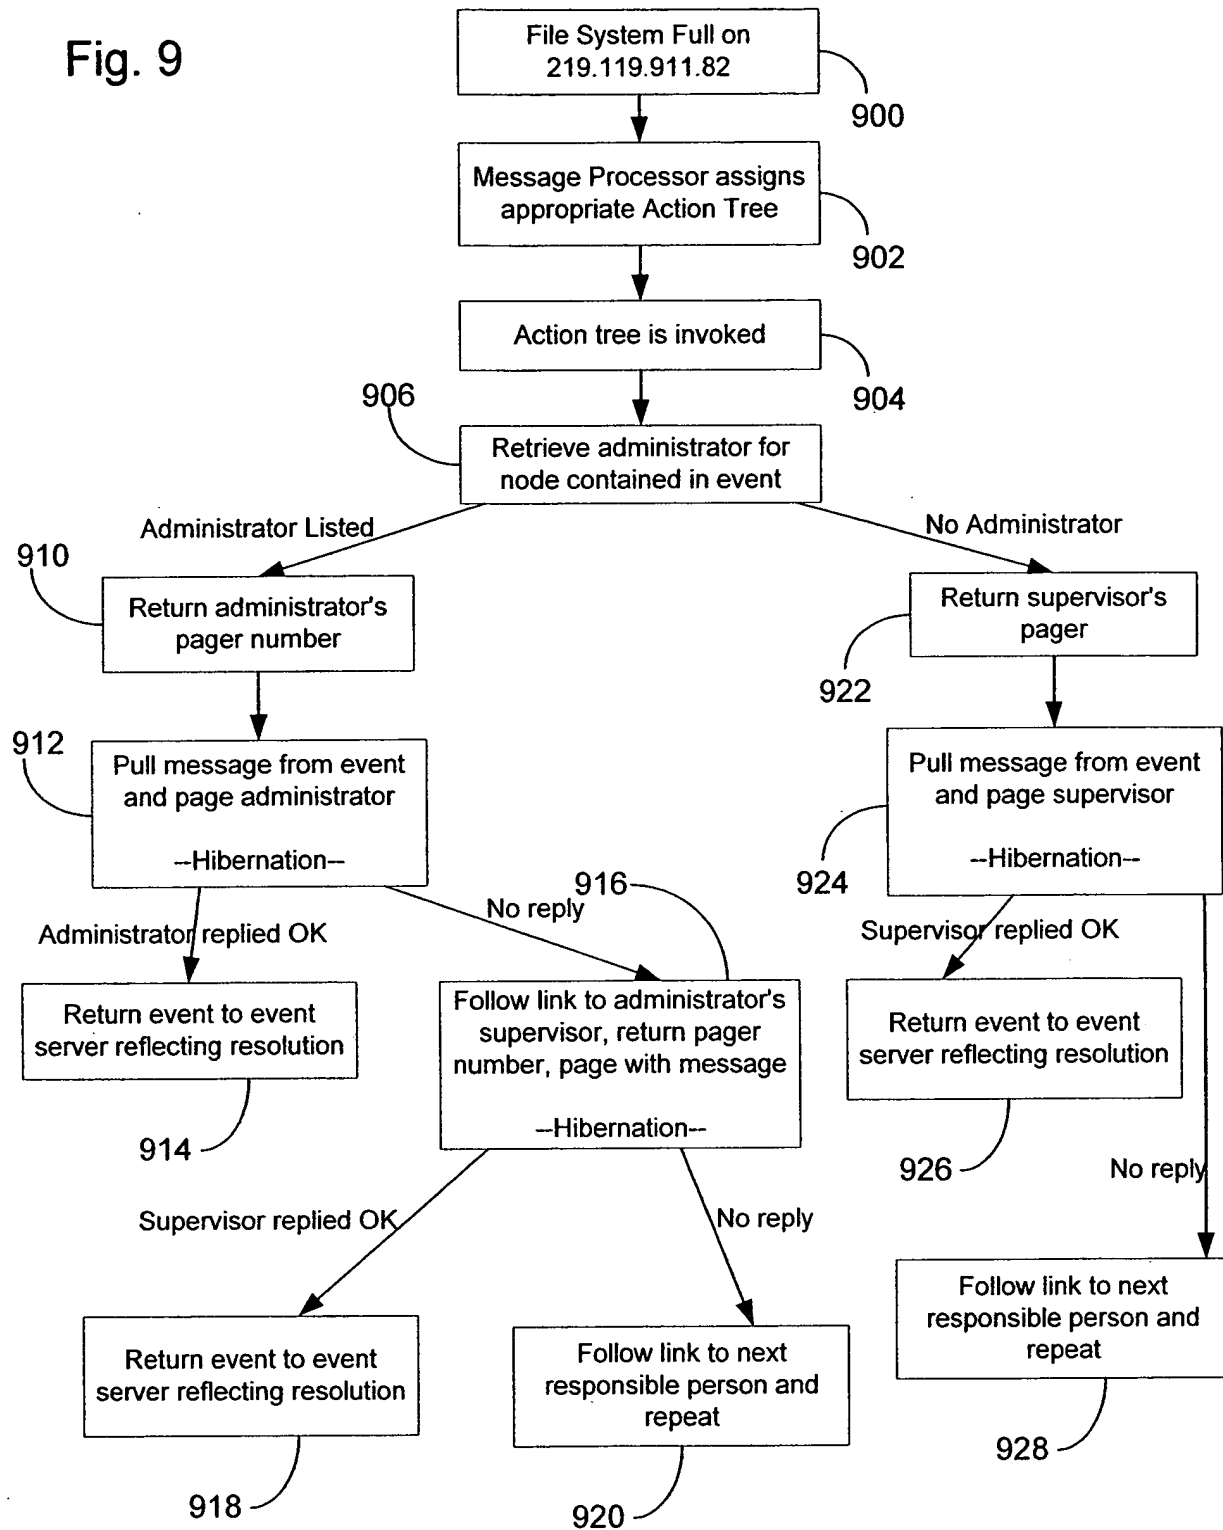 Fig. 9
File System Full on
219.119.911.82
900
Message Processor assigns
appropriate Action Tree
902
Action tree is invoked
904
906
Retrieve administrator for
node contained in event
Administrator Listed
No Administrator
910
Return administrator's
pager number
Return supervisor's
pager
922
912
Pull message from event
and page administrator
--Hibernation--
Pull message from event
and page supervisor
--Hibernation--
924
916
No reply
Administrator replied OK
Supervisor replied OK
Return event to event
server reflecting resolution
914
Follow link to administrator's
supervisor, return pager
number, page with message
--Hibernation--
Return event to event
server reflecting resolution
926
No reply
Supervisor replied OK
No reply
Return event to event
server reflecting resolution
918
Follow link to next
responsible person and
repeat
920
Follow link to next
responsible person and
repeat
928